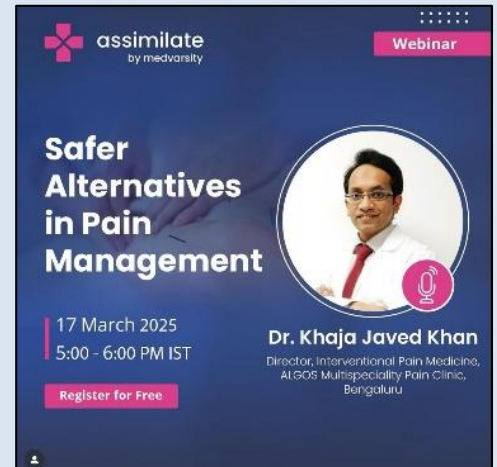 assimilate
by medvarsity
Webinar
Safer
Alternatives
in Pain
Management
17 March 2025
5:00 - 6:00 PM IST
Register for Free
Dr. Khaja Javed Khan
Director, Interventional Pain Medicine,
ALGOS Multispeciality Pain Clinic,
Bengaluru